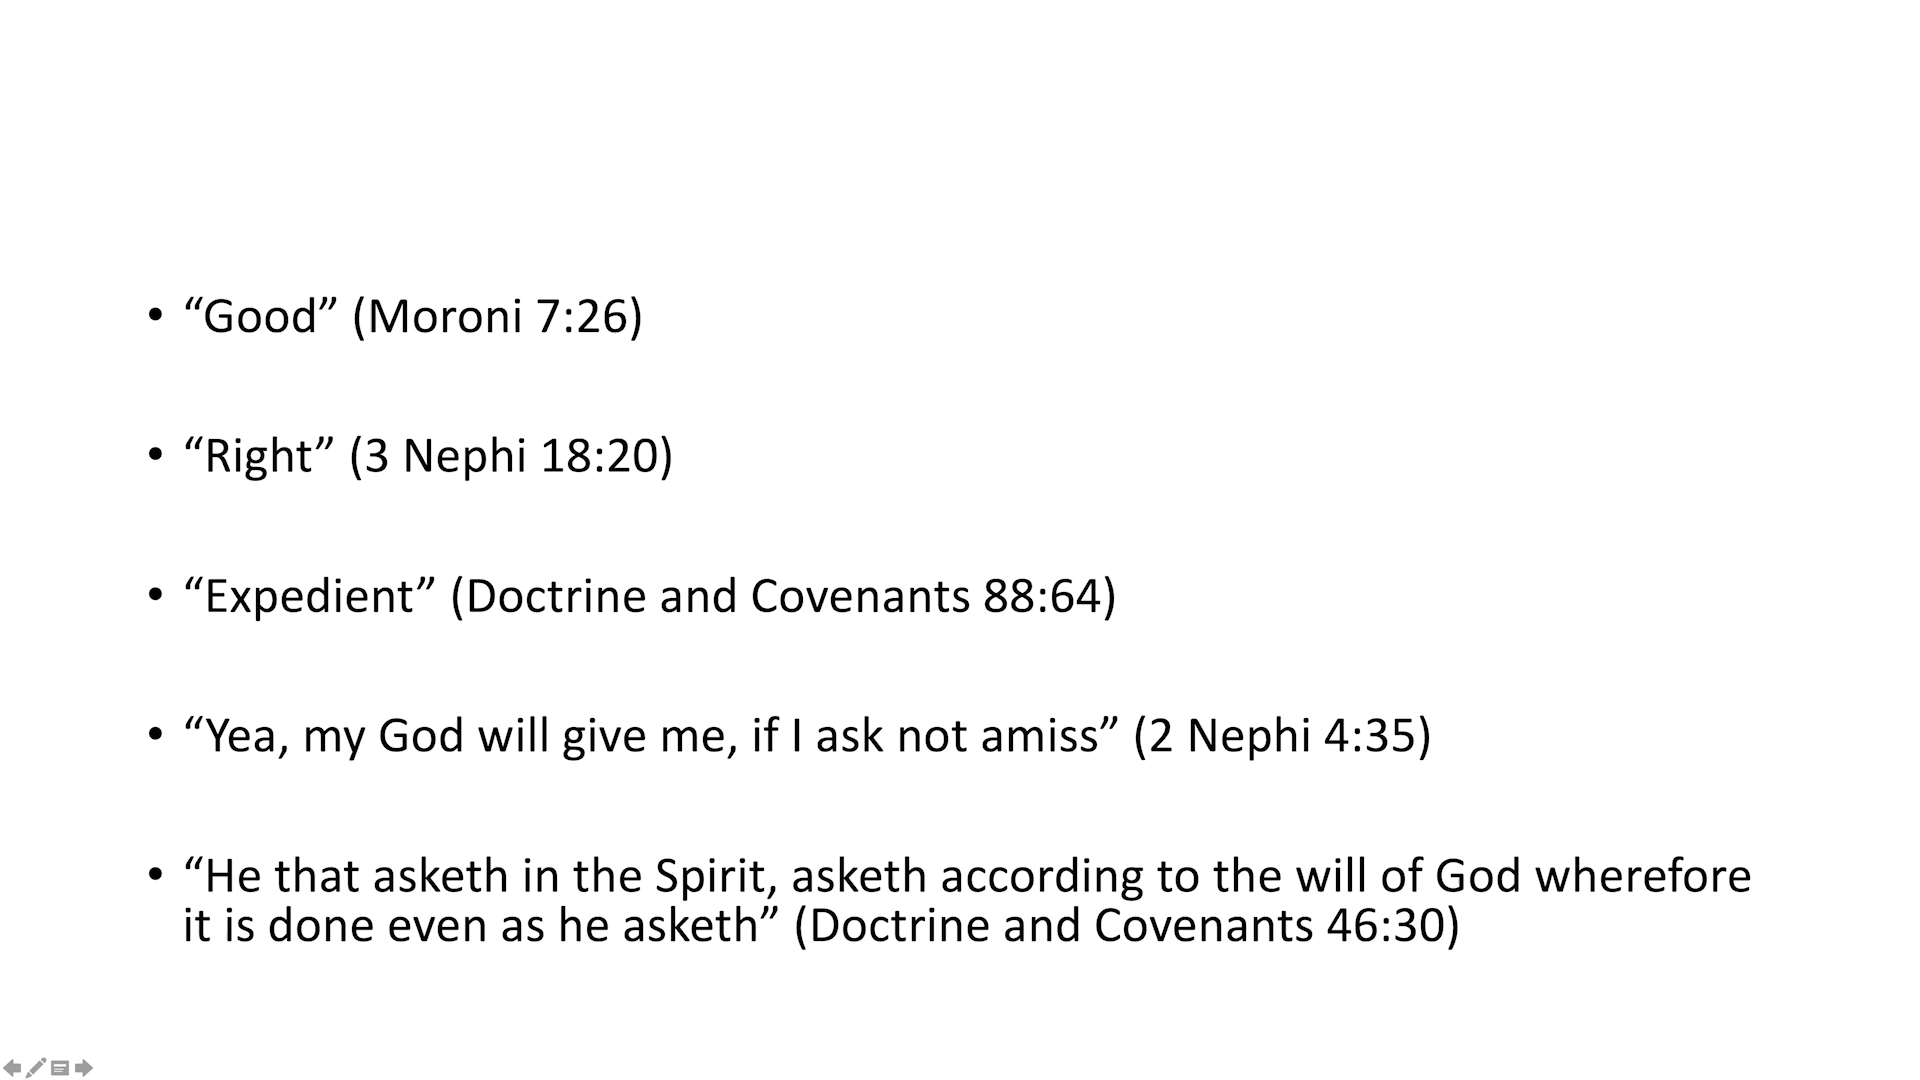 • “Good” (Moroni 7:26)
• “Right” (3 Nephi 18:20)
• “Expedient” (Doctrine and Covenants 88:64)
• “Yea, my God will give me, if I ask not amiss” (2 Nephi 4:35)
• “He that asketh in the Spirit, asketh according to the will of God wherefore
it is done even as he asketh” (Doctrine and Covenants 46:30)